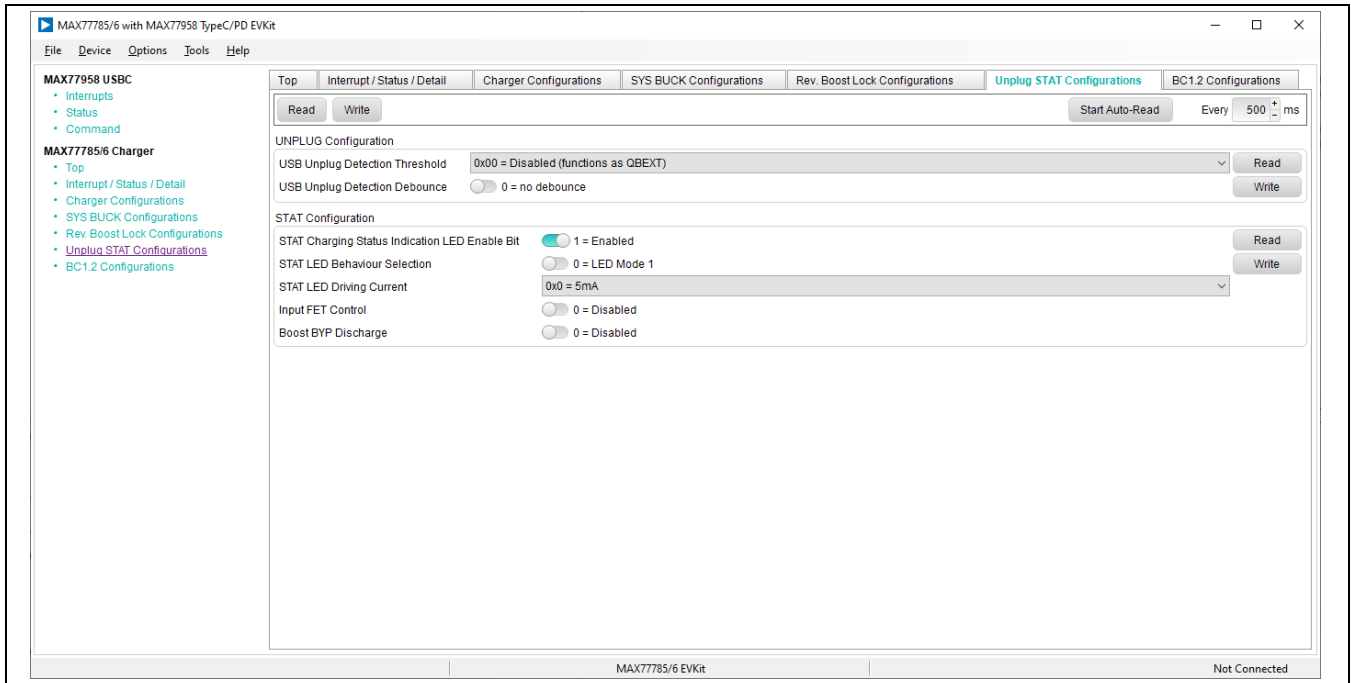 MAX77785/6 with MAX77958 TypeC/PD EVKit
File Device Options Tools Help
MAX77958 USBC
• Interrupts
• Status
• Command
MAX77785/6 Charger
• Top
• Interrupt / Status / Detail
• Charger Configurations
• SYS BUCK Configurations
• Rev. Boost Lock Configurations
• Unplug STAT Configurations
• BC1.2 Configurations
Top Interrupt / Status / Detail Charger Configurations SYS BUCK Configurations Rev. Boost Lock Configurations Unplug STAT Configurations BC1.2 Configurations
Read Write Start Auto-Read Every 500 + - ms
UNPLUG Configuration
USB Unplug Detection Threshold 0x00 = Disabled (functions as QBEXT) Read
USB Unplug Detection Debounce 0 = no debounce Write
STAT Configuration
STAT Charging Status Indication LED Enable Bit 1 = Enabled Read
STAT LED Behaviour Selection 0 = LED Mode 1 Write
STAT LED Driving Current 0x0 = 5mA
Input FET Control 0 = Disabled
Boost BYP Discharge 0 = Disabled
MAX77785/6 EVKit Not Connected